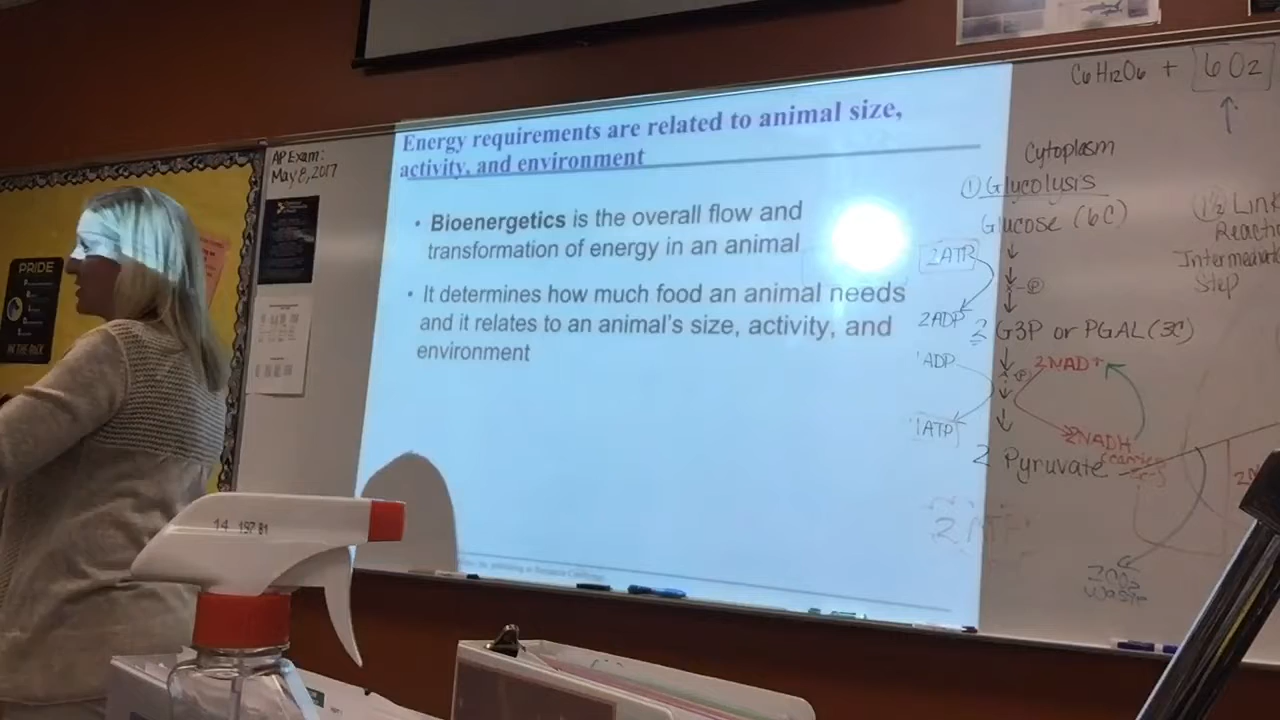 AP Exam:
May 8, 2017
PRIDE
Energy requirements are related to animal size,
activity, and environment
• Bioenergetics is the overall flow and
transformation of energy in an animal
• It determines how much food an animal needs
and it relates to an animal's size, activity, and
environment
C6H12O6 + 6O2
↑
Cytoplasm
① Glycolysis
Glucose (6C)
2ATP
2ADP
2 G3P or PGAL (3C)
ADP
2NAD+
1ATP
2NADH
2 Pyruvate
Link
Step
Waste
14 157 81